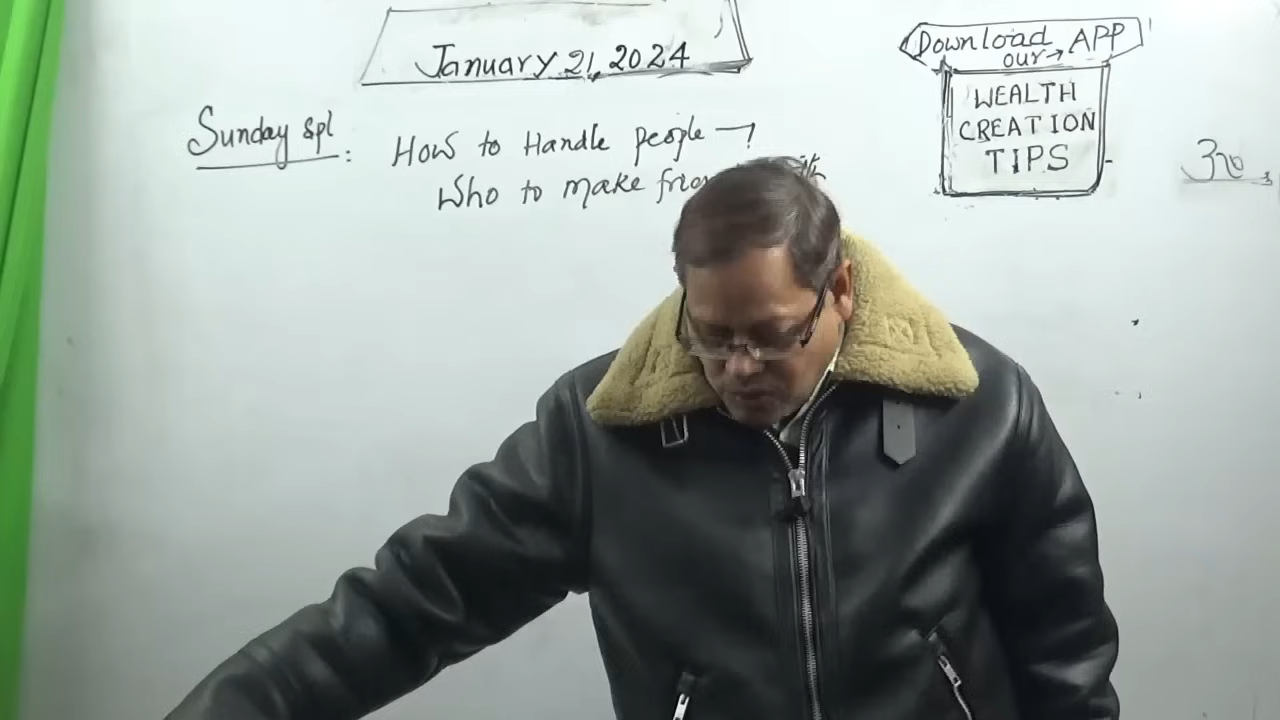 January 21, 2024
Download
our → APP
WEALTH
CREATION
TIPS
Sunday spl : How to Handle people →
Who to make